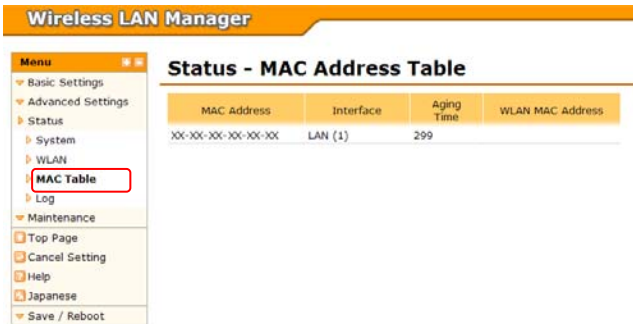 Wireless LAN Manager
Menu
Basic Settings
Advanced Settings
Status
System
WLAN
MAC Table
Log
Maintenance
Top Page
Cancel Setting
Help
Japanese
Save / Reboot
Status - MAC Address Table
MAC Address Interface Aging Time WLAN MAC Address
XX-XX-XX-XX-XX-XX LAN (1) 299